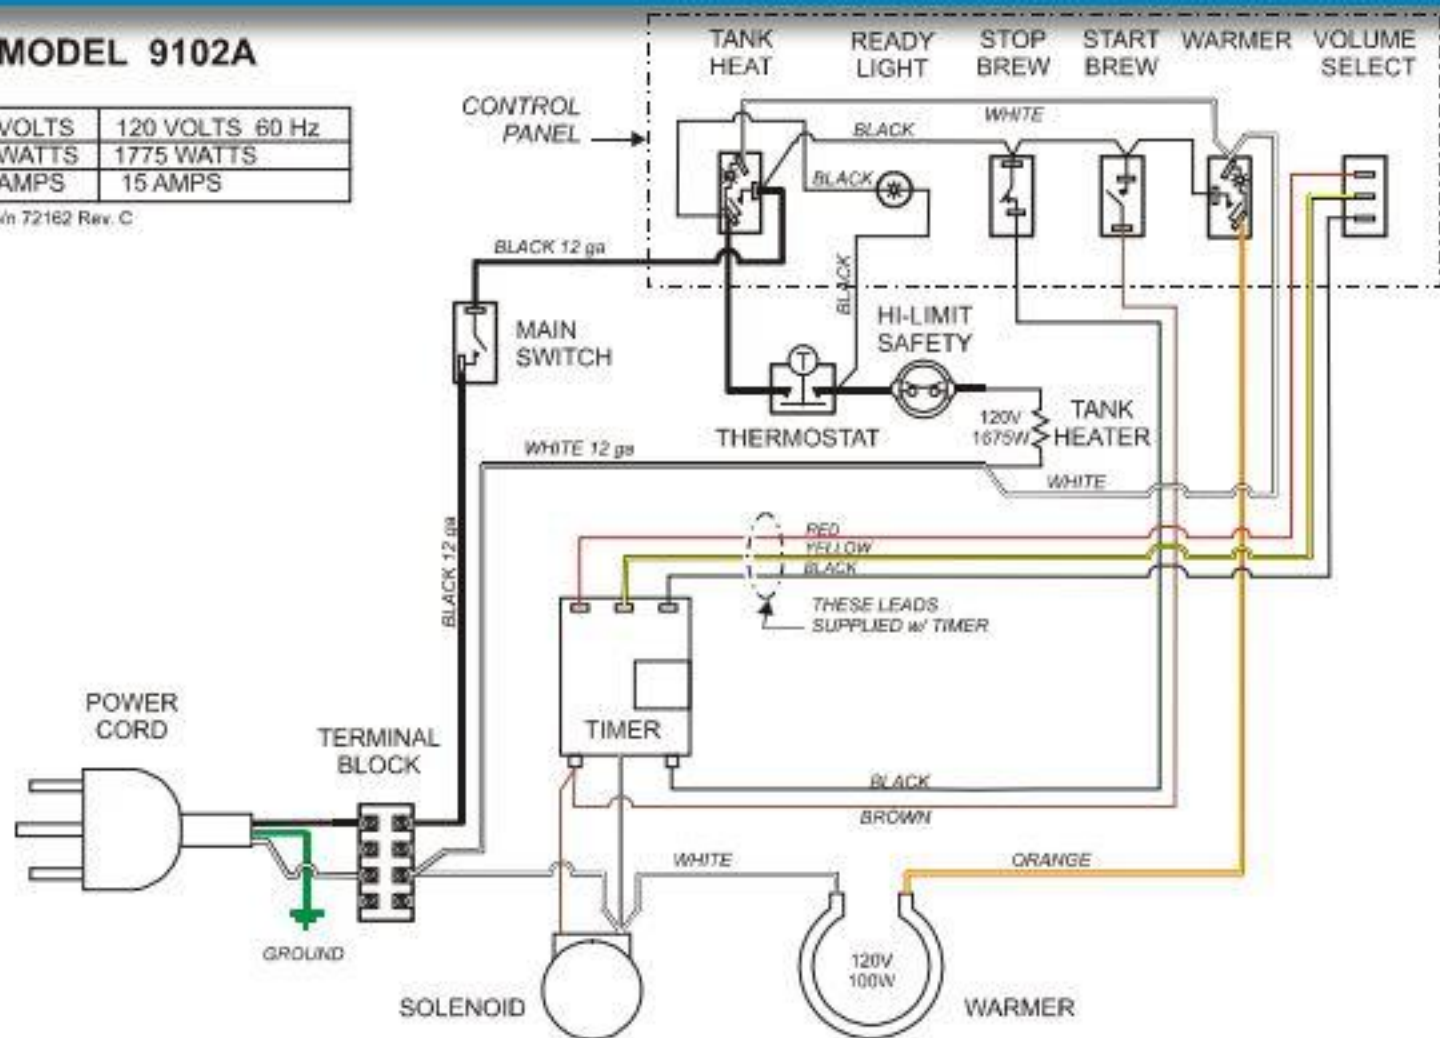 MODEL 9102A
VOLTS 120 VOLTS 60 Hz
WATTS 1775 WATTS
AMPS 15 AMPS
/n 72162 Rev. C
CONTROL
PANEL
TANK
HEAT
READY
LIGHT
STOP
BREW
START
BREW
WARMER
VOLUME
SELECT
WHITE
BLACK
BLACK
BLACK 12 ga
BLACK
MAIN
SWITCH
HI-LIMIT
SAFETY
T
THERMOSTAT
120V
1675W
TANK
HEATER
WHITE 12 ga
WHITE
BLACK 12 ga
RED
YELLOW
BLACK
THESE LEADS
SUPPLIED w/ TIMER
TIMER
POWER
CORD
TERMINAL
BLOCK
BLACK
BROWN
WHITE
ORANGE
GROUND
SOLENOID
120V
100W
WARMER